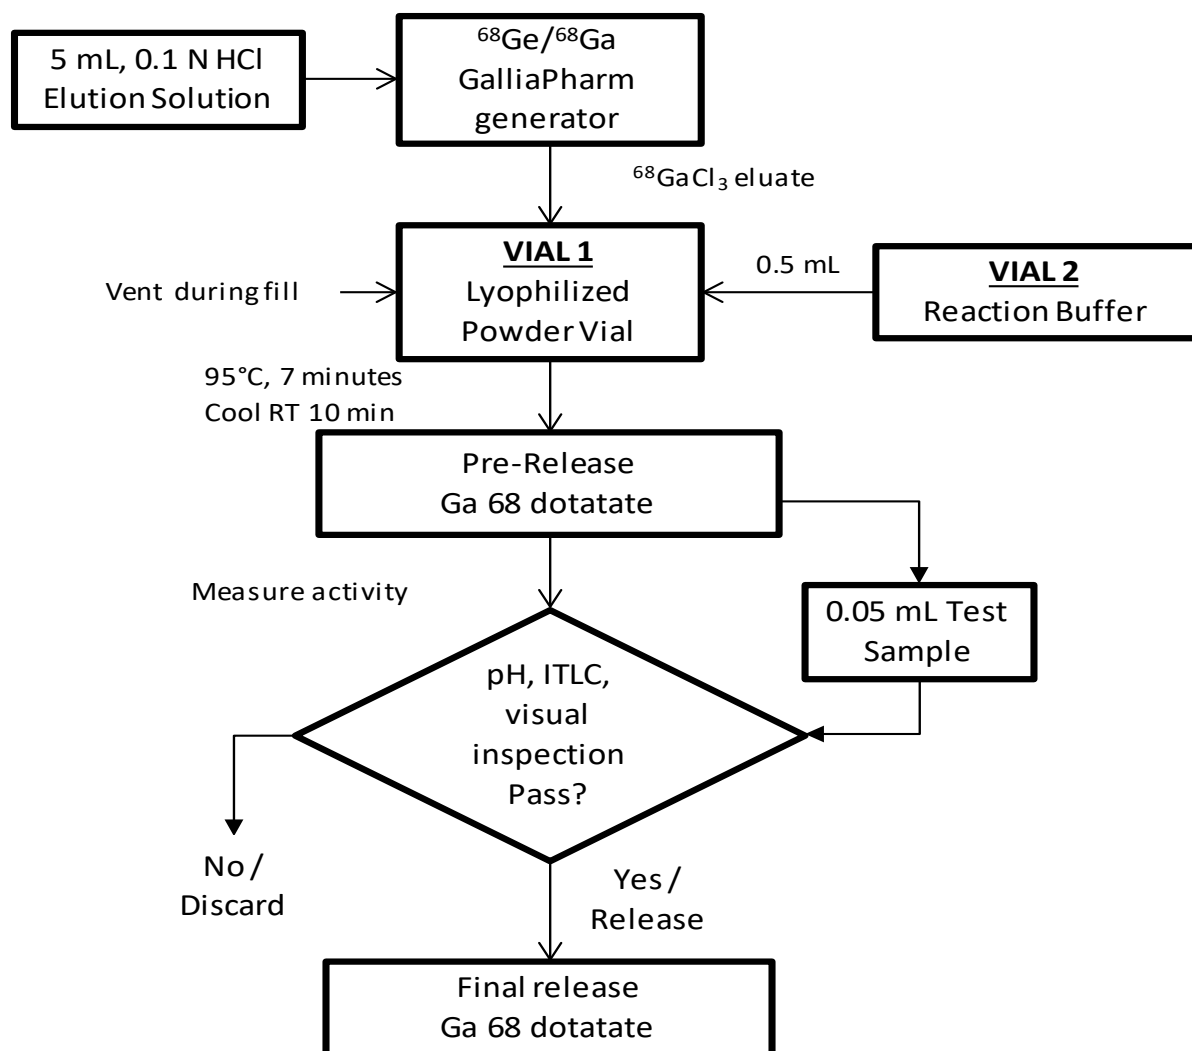 5 mL, 0.1 N HCl
Elution Solution
⁶⁸Ge/⁶⁸Ga
GalliaPharm
generator
⁶⁸GaCl₃ eluate
VIAL 1
Lyophilized
Powder Vial
Vent during fill
0.5 mL
VIAL 2
Reaction Buffer
95°C, 7 minutes
Cool RT 10 min
Pre-Release
Ga 68 dotatate
Measure activity
0.05 mL Test
Sample
pH, ITLC,
visual
inspection
Pass?
No /
Discard
Yes /
Release
Final release
Ga 68 dotatate